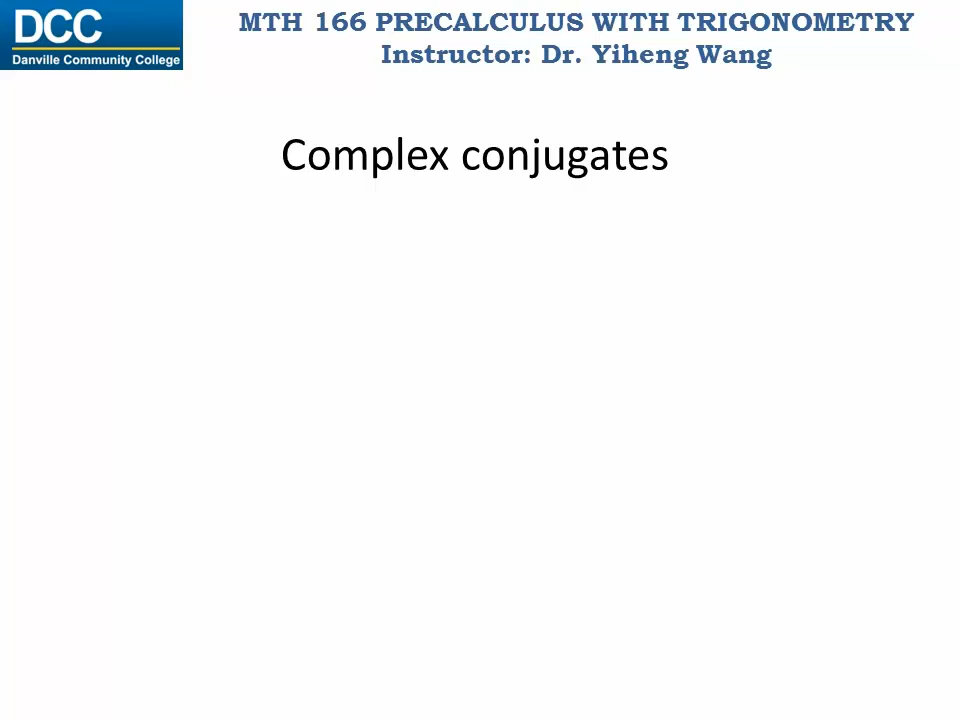 DCC
Danville Community College
MTH 166 PRECALCULUS WITH TRIGONOMETRY
Instructor: Dr. Yiheng Wang
Complex conjugates